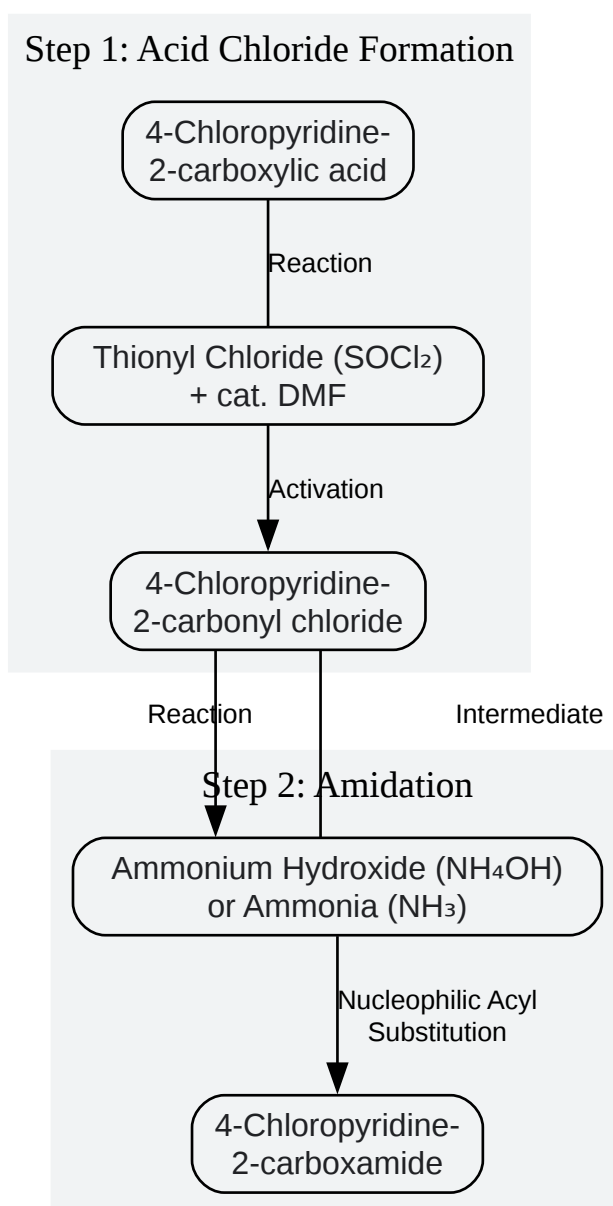 Step 1: Acid Chloride Formation
4-Chloropyridine-
2-carboxylic acid
Reaction
Thionyl Chloride (SOCl₂)
+ cat. DMF
Activation
4-Chloropyridine-
2-carbonyl chloride
Reaction
Intermediate
Step 2: Amidation
Ammonium Hydroxide (NH₄OH)
or Ammonia (NH₃)
Nucleophilic Acyl
Substitution
4-Chloropyridine-
2-carboxamide